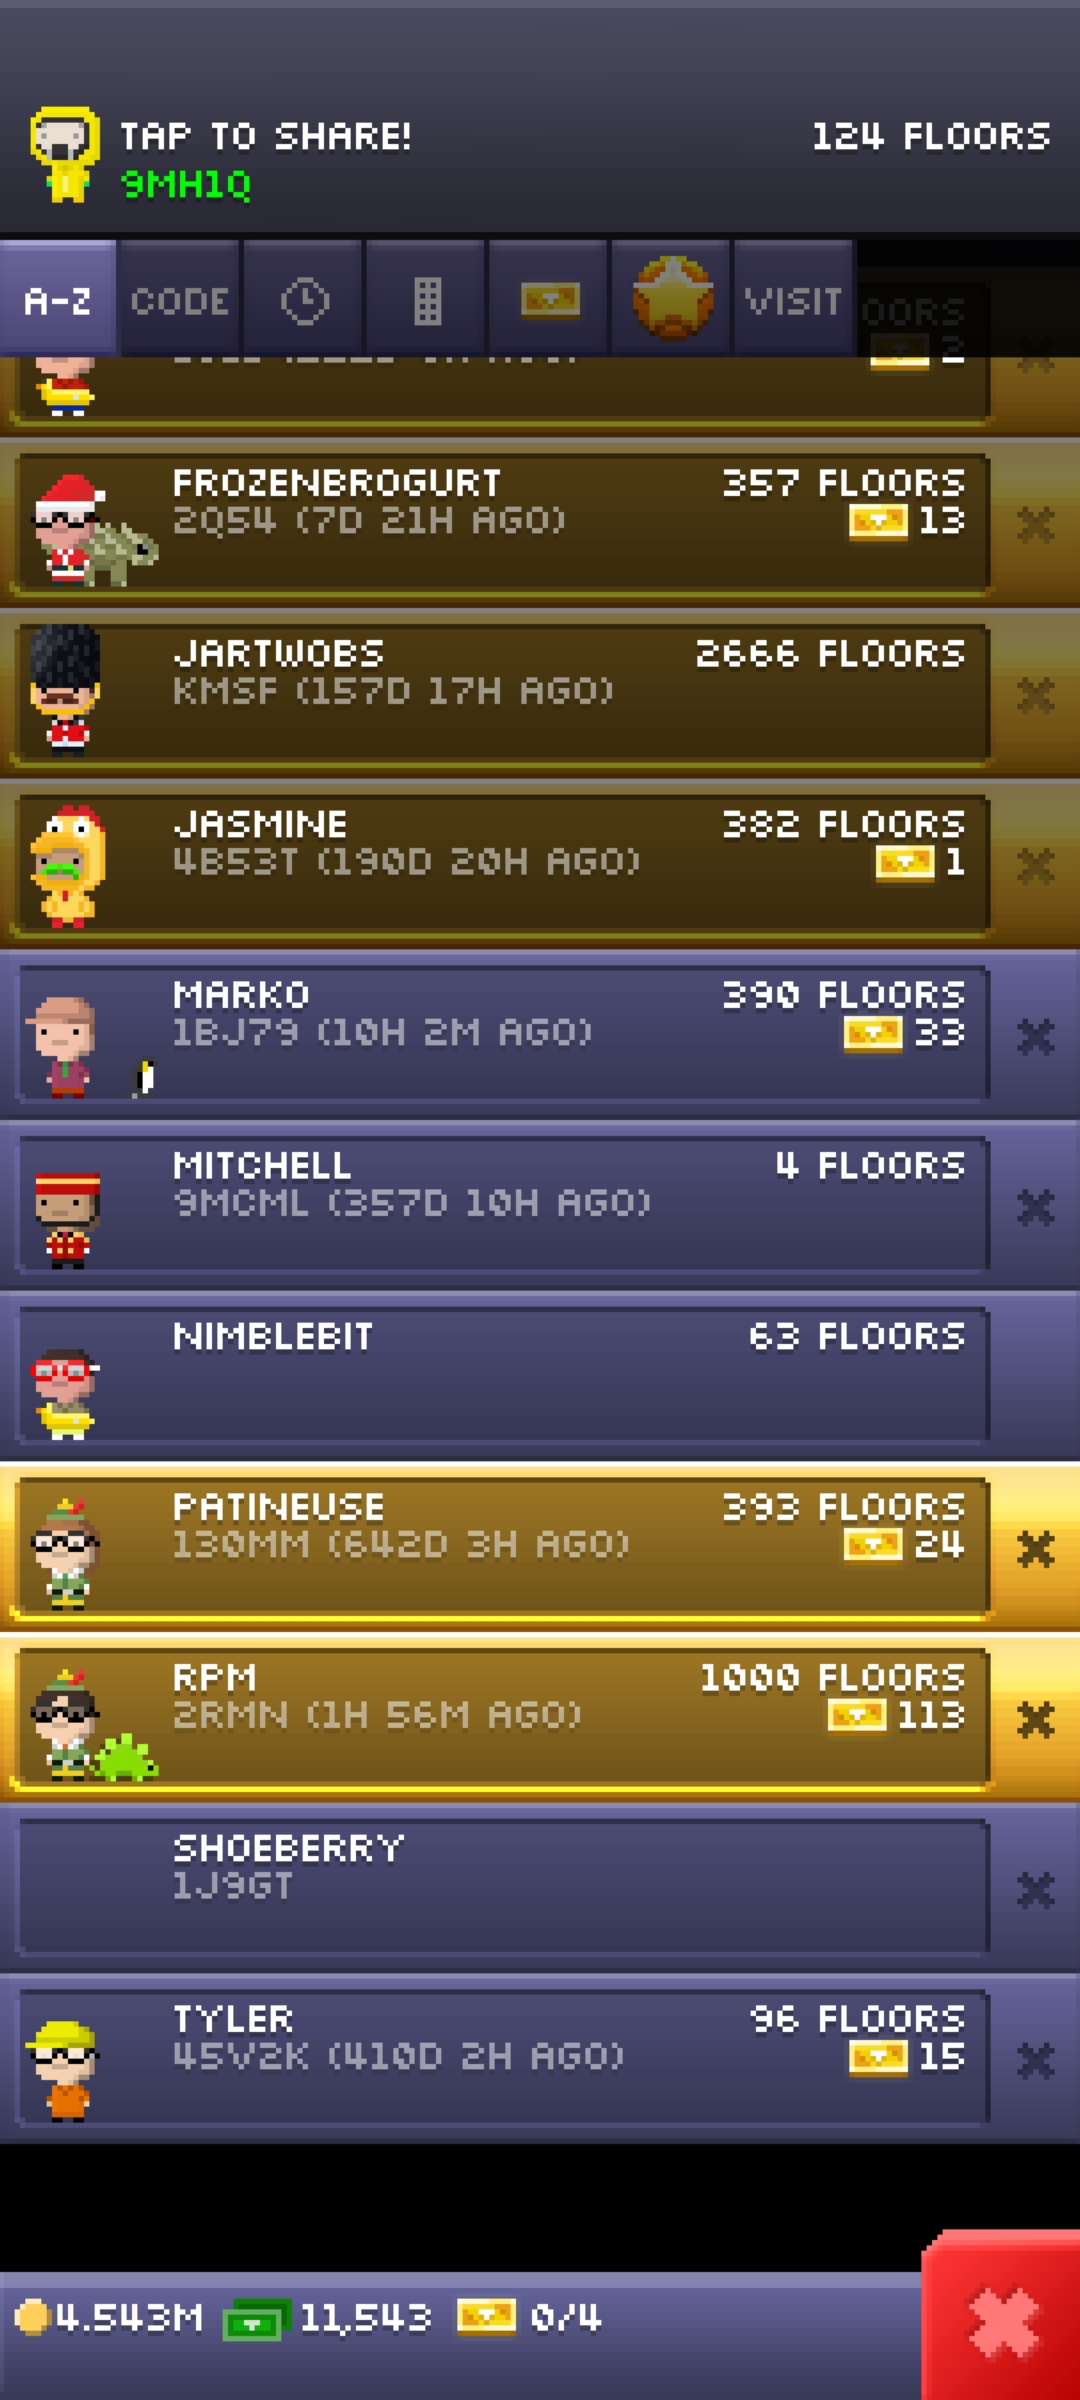 TAP TO SHARE!
124 FLOORS
9MH1Q
A-Z
CODE
VISIT
OORS
2
FROZENBROGURT
357 FLOORS
2Q54 (7D 21H AGO)
13
JARTWOBS
2666 FLOORS
KMSF (157D 17H AGO)
JASMINE
382 FLOORS
4B53T (190D 20H AGO)
1
MARKO
390 FLOORS
1BJ79 (10H 2M AGO)
33
MITCHELL
4 FLOORS
9MCML (357D 10H AGO)
NIMBLEBIT
63 FLOORS
PATINEUSE
393 FLOORS
130MM (642D 3H AGO)
24
RPM
1000 FLOORS
2RMN (1H 56M AGO)
113
SHOEBERRY
1J9GT
TYLER
96 FLOORS
45V2K (410D 2H AGO)
15
4.543M
11,543
0/4